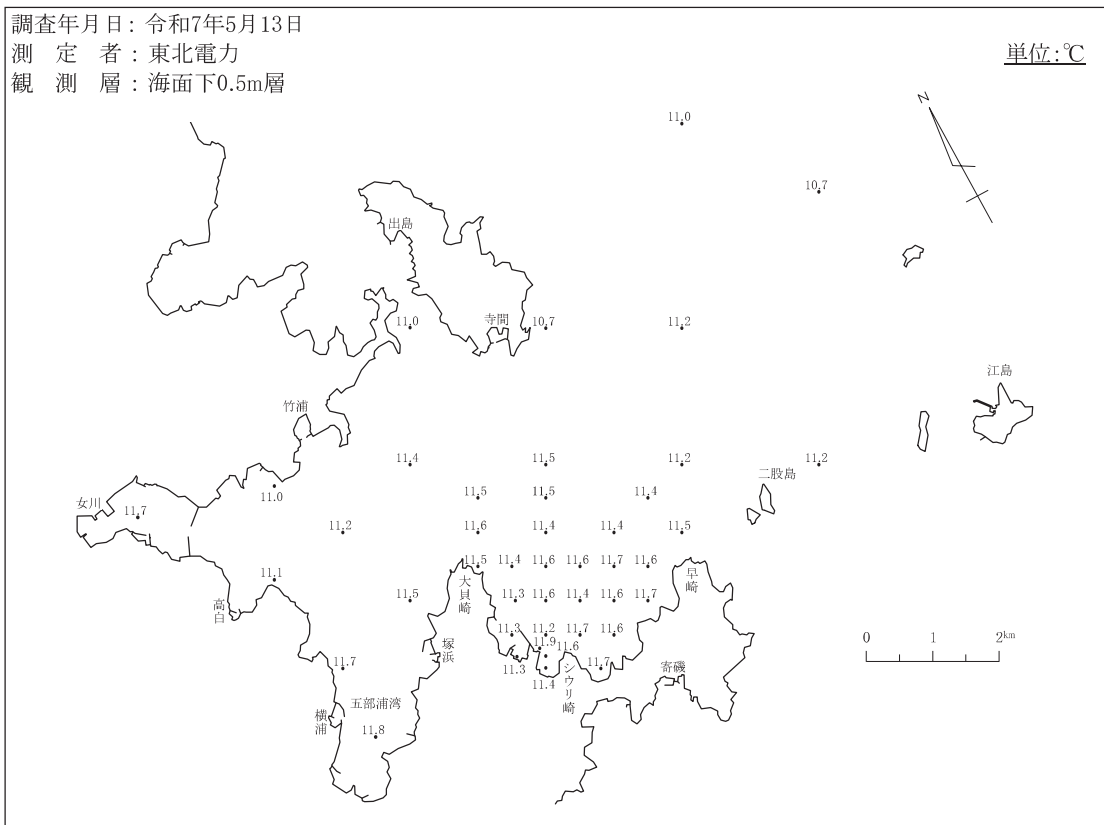 調査年月日：令和7年5月13日
測　定　者：東北電力
観　測　層：海面下0.5m層
単位：℃
N
11.0
10.7
出島
11.0
寺間
10.7
11.2
江島
竹浦
11.4
11.5
11.2
11.2
二股島
女川
11.7
11.0
11.5
11.5
11.4
11.2
11.6
11.4
11.4
11.5
11.5
11.4
11.6
11.6
11.7
11.6
早崎
大貝崎
11.1
高白
11.5
11.3
11.6
11.4
11.6
11.7
11.3
11.2
11.7
11.6
0
1
2km
塚浜
11.9
11.6
11.7
11.3
11.4
シウリ崎
11.7
寄磯
五部浦湾
横浦
11.8